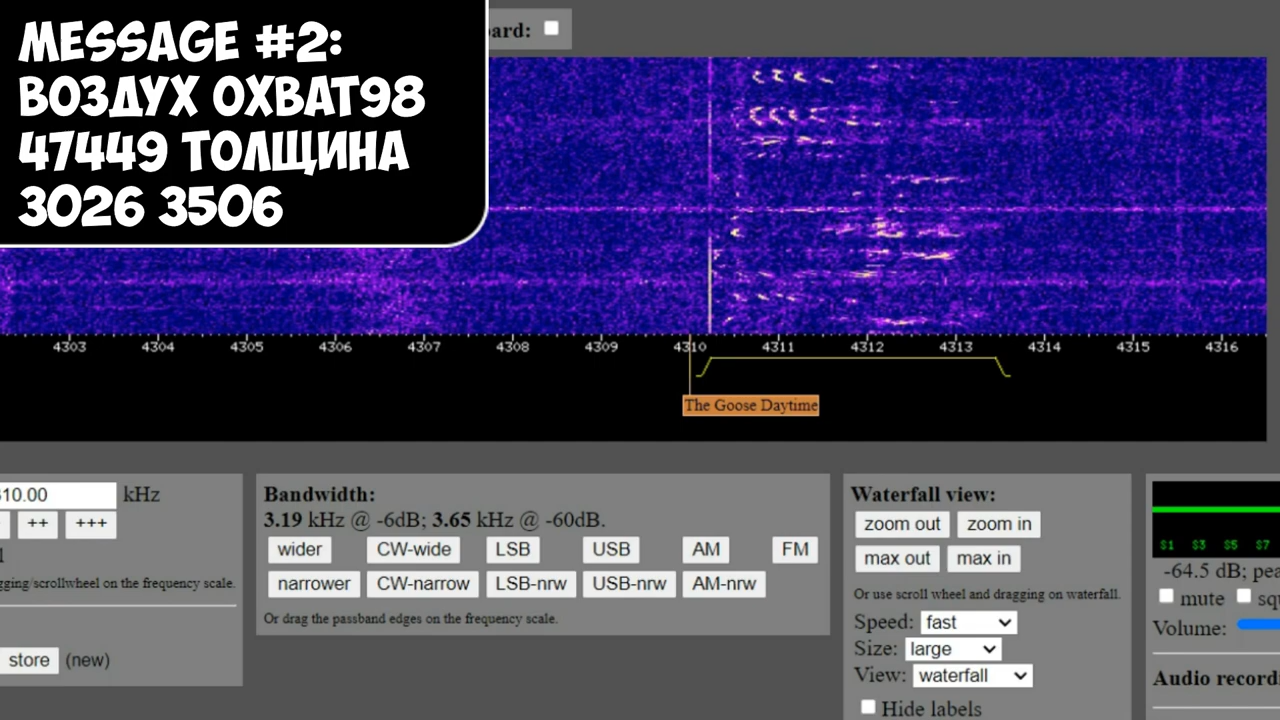 MESSAGE #2:
ВОЗДУХ ОХВАТ98
47449 ТОЛЩИНА
3026 3506
4303 4304 4305 4306 4307 4308 4309 4310 4311 4312 4313 4314 4315 4316
The Goose Daytime
10.00 kHz
++ +++
scrollwheel on the frequency scale.
store (new)
Bandwidth:
3.19 kHz @ -6dB; 3.65 kHz @ -60dB.
wider CW-wide LSB USB AM FM
narrower CW-narrow LSB-nrw USB-nrw AM-nrw
Or drag the passband edges on the frequency scale.
Waterfall view:
zoom out zoom in
max out max in
Or use scroll wheel and dragging on waterfall.
Speed: fast
Size: large
View: waterfall
Hide labels
S1 S3 S5 S7
-64.5 dB;
mute
Volume:
Audio